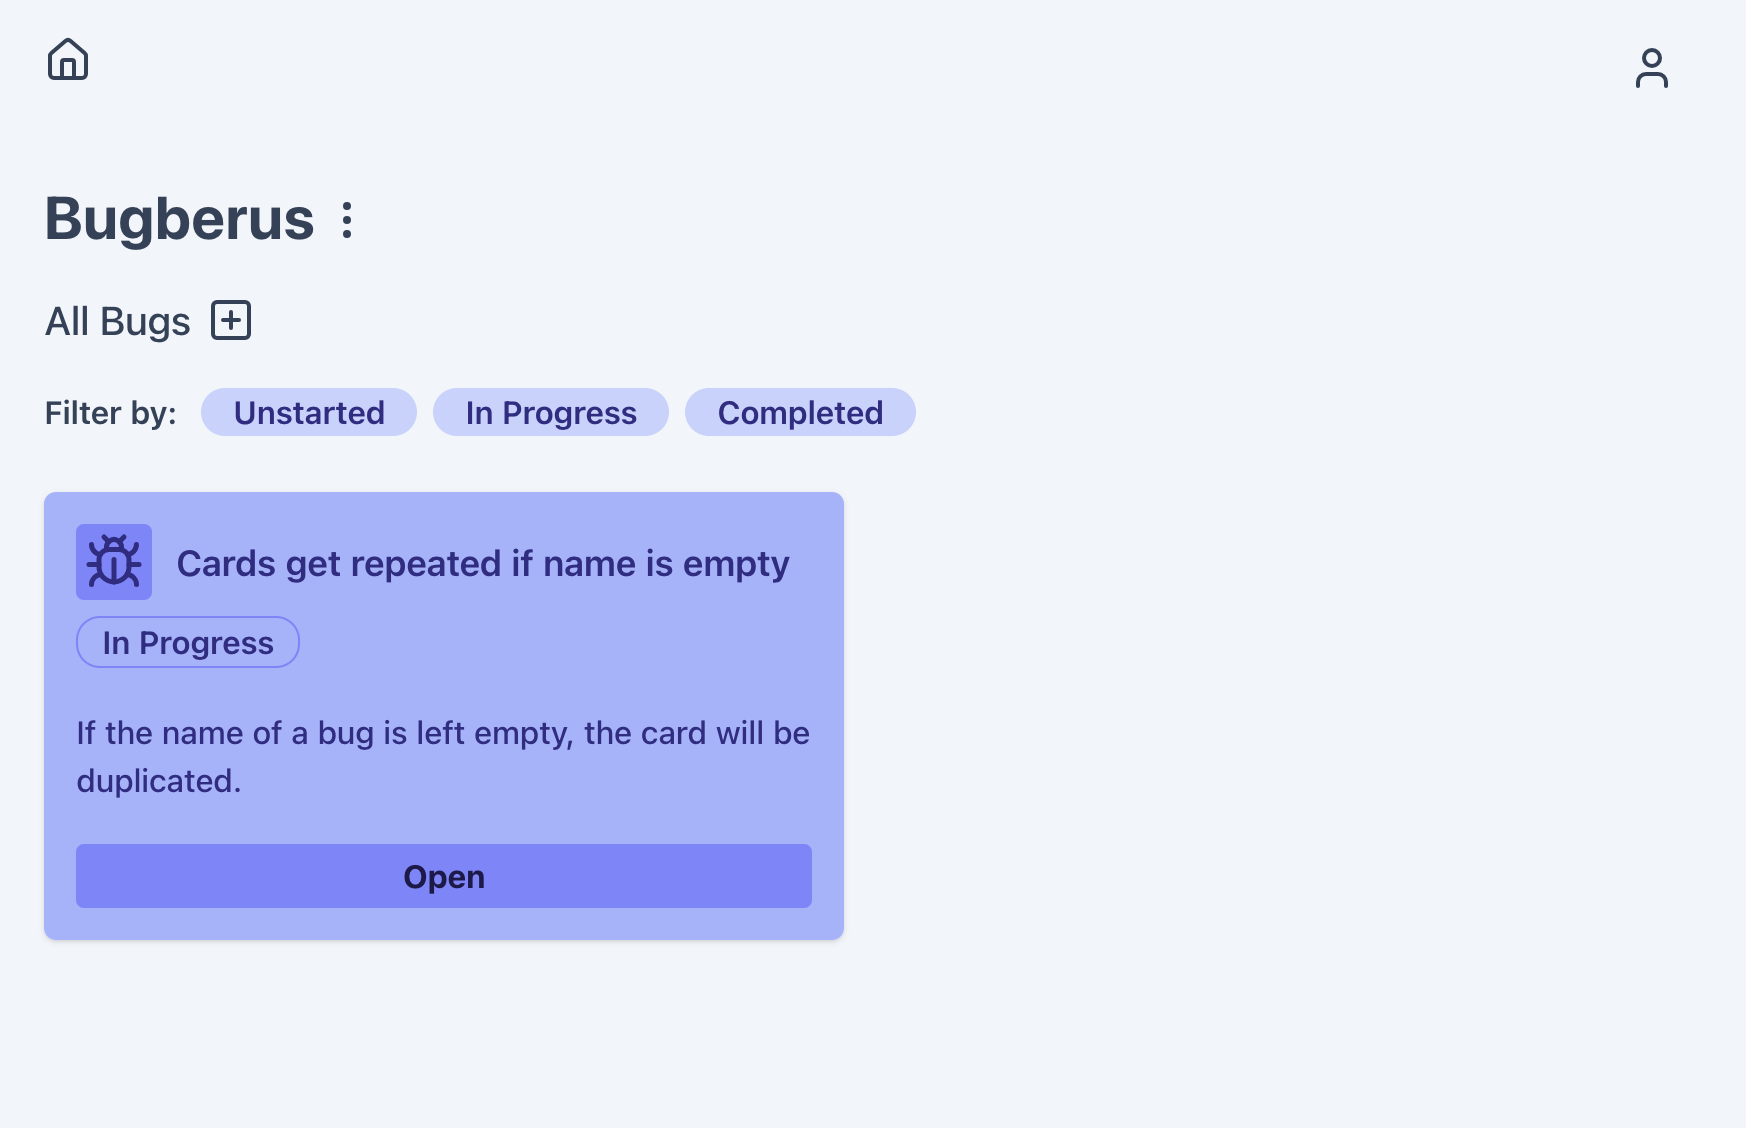 Bugberus
All Bugs
Filter by: Unstarted In Progress Completed
Cards get repeated if name is empty
In Progress
If the name of a bug is left empty, the card will be
duplicated.
Open